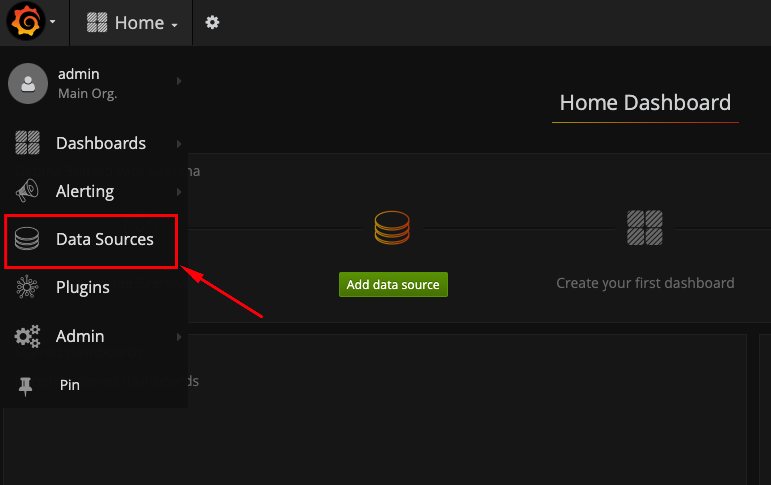 Home
admin
Main Org.
Home Dashboard
Dashboards
na
Alerting
Data Sources
Plugins
Add data source
Create your first dashboard
Admin
Pin
ds